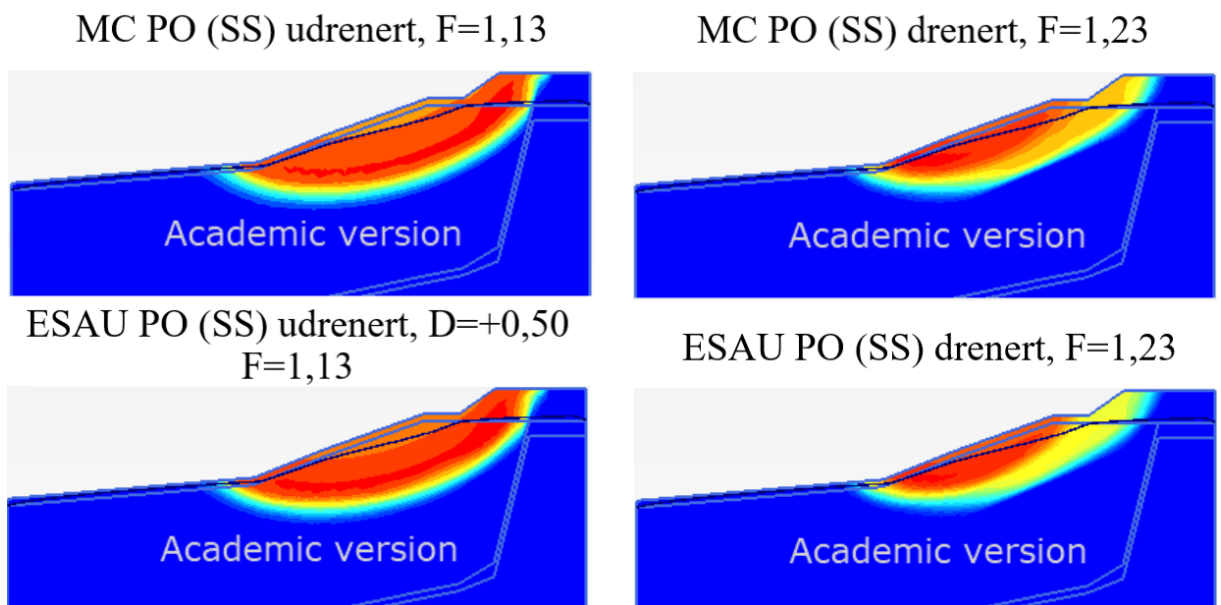 MC PO (SS) udrenert, F=1,13
MC PO (SS) drenert, F=1,23
Academic version
Academic version
ESAU PO (SS) udrenert, D=+0,50
F=1,13
ESAU PO (SS) drenert, F=1,23
Academic version
Academic version